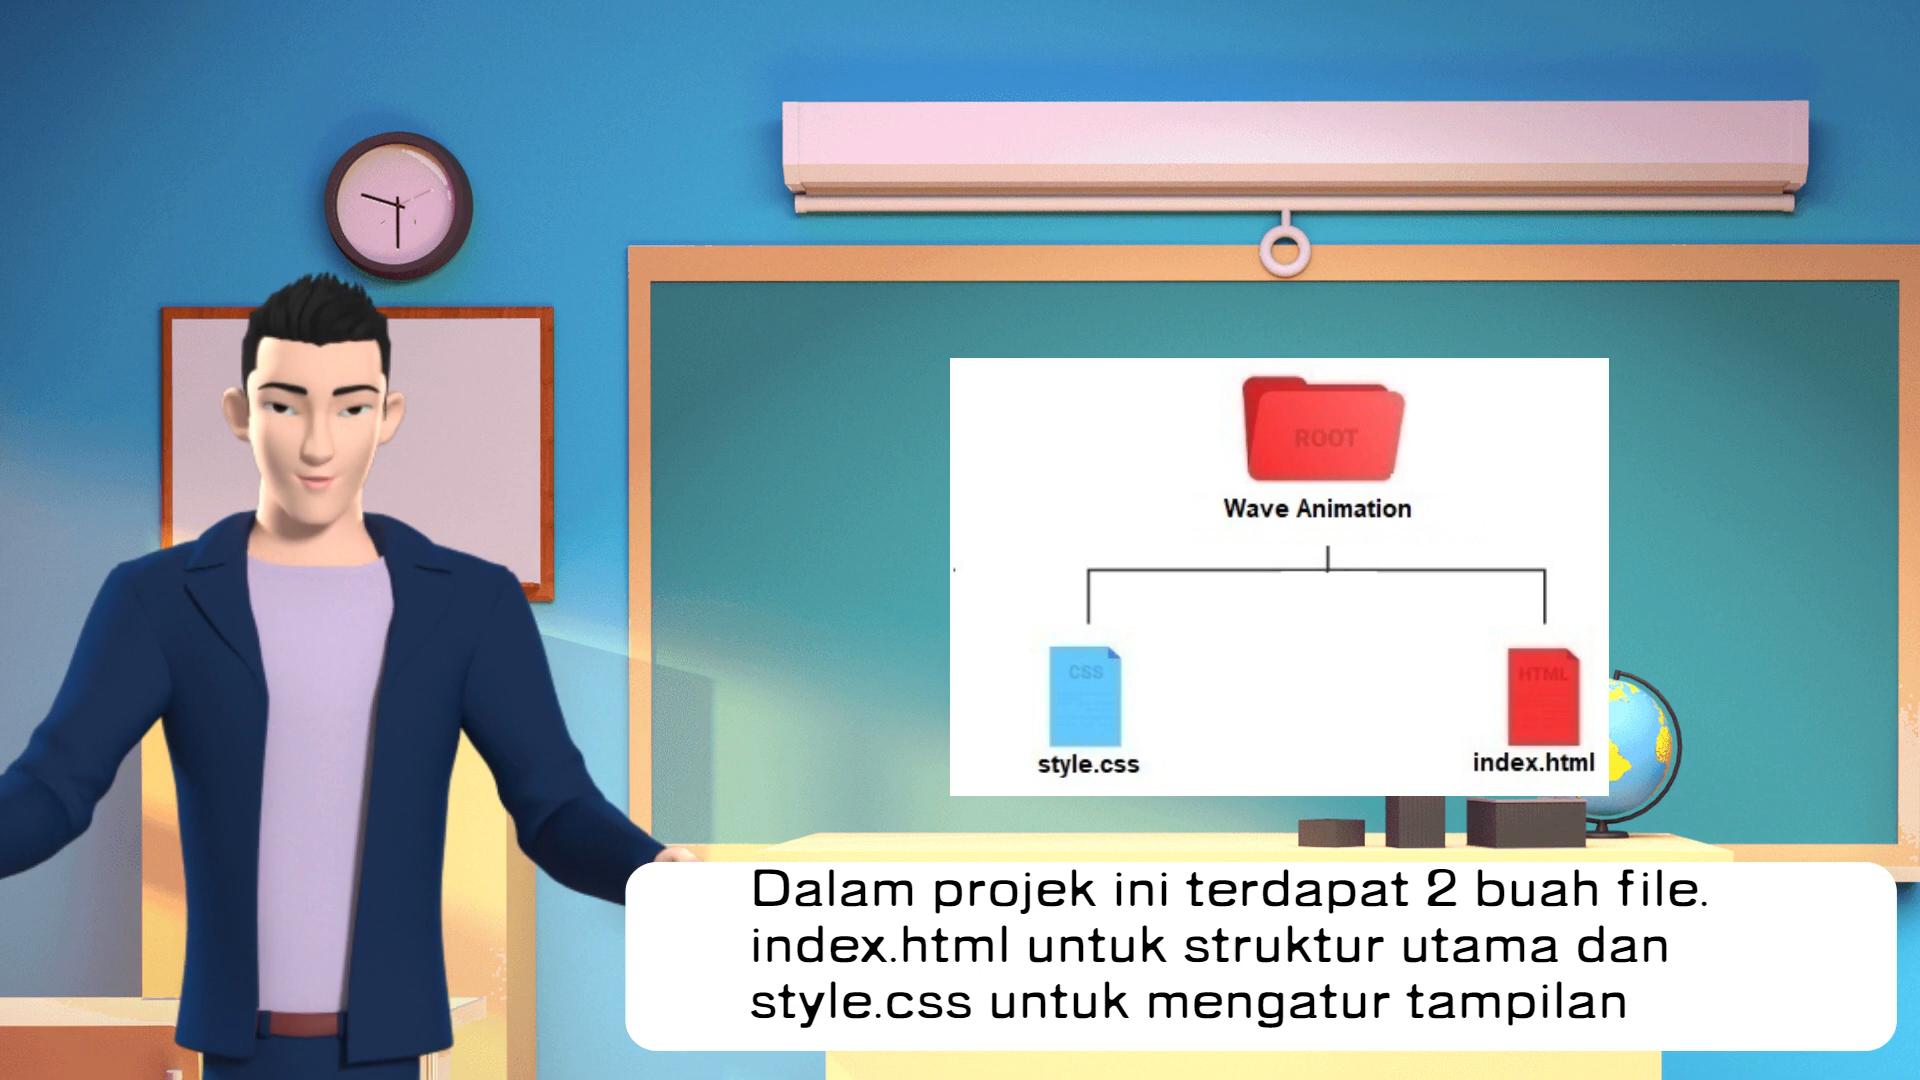 ROOT
Wave Animation
CSS
HTML
style.css
index.html
Dalam projek ini terdapat 2 buah file.
index.html untuk struktur utama dan
style.css untuk mengatur tampilan